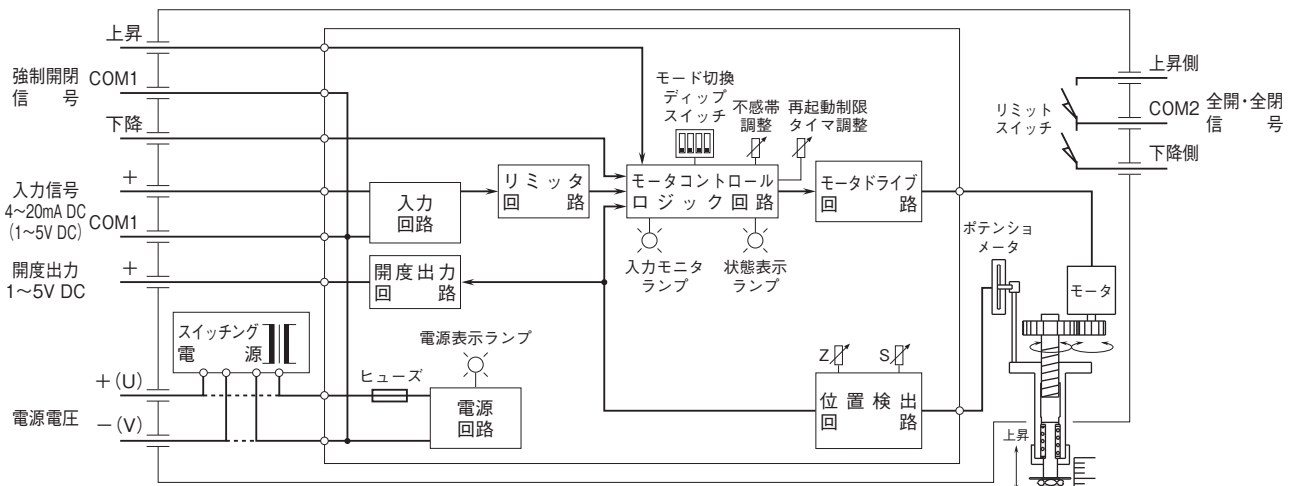 上昇
強制開閉
信 号
COM1
下降
+
入力信号
4~20mA DC
(1~5V DC)
COM1
開度出力
1~5V DC
+
スイッチング
電 源
+(U)
電源電圧
-(V)
入力
回路
リミッタ
回 路
モード切換
ディップ
スイッチ
不感帯
調整
再起動制限
タイマ調整
モータコントロール
ロジック回路
モータドライブ
回 路
入力モニタ
ランプ
状態表示
ランプ
開度出力
回 路
電源表示ランプ
ヒューズ
電源
回路
Z
S
位置検出
回 路
ポテンショ
メータ
モータ
上昇
リミット
スイッチ
上昇側
COM2
全開・全閉
信 号
下降側